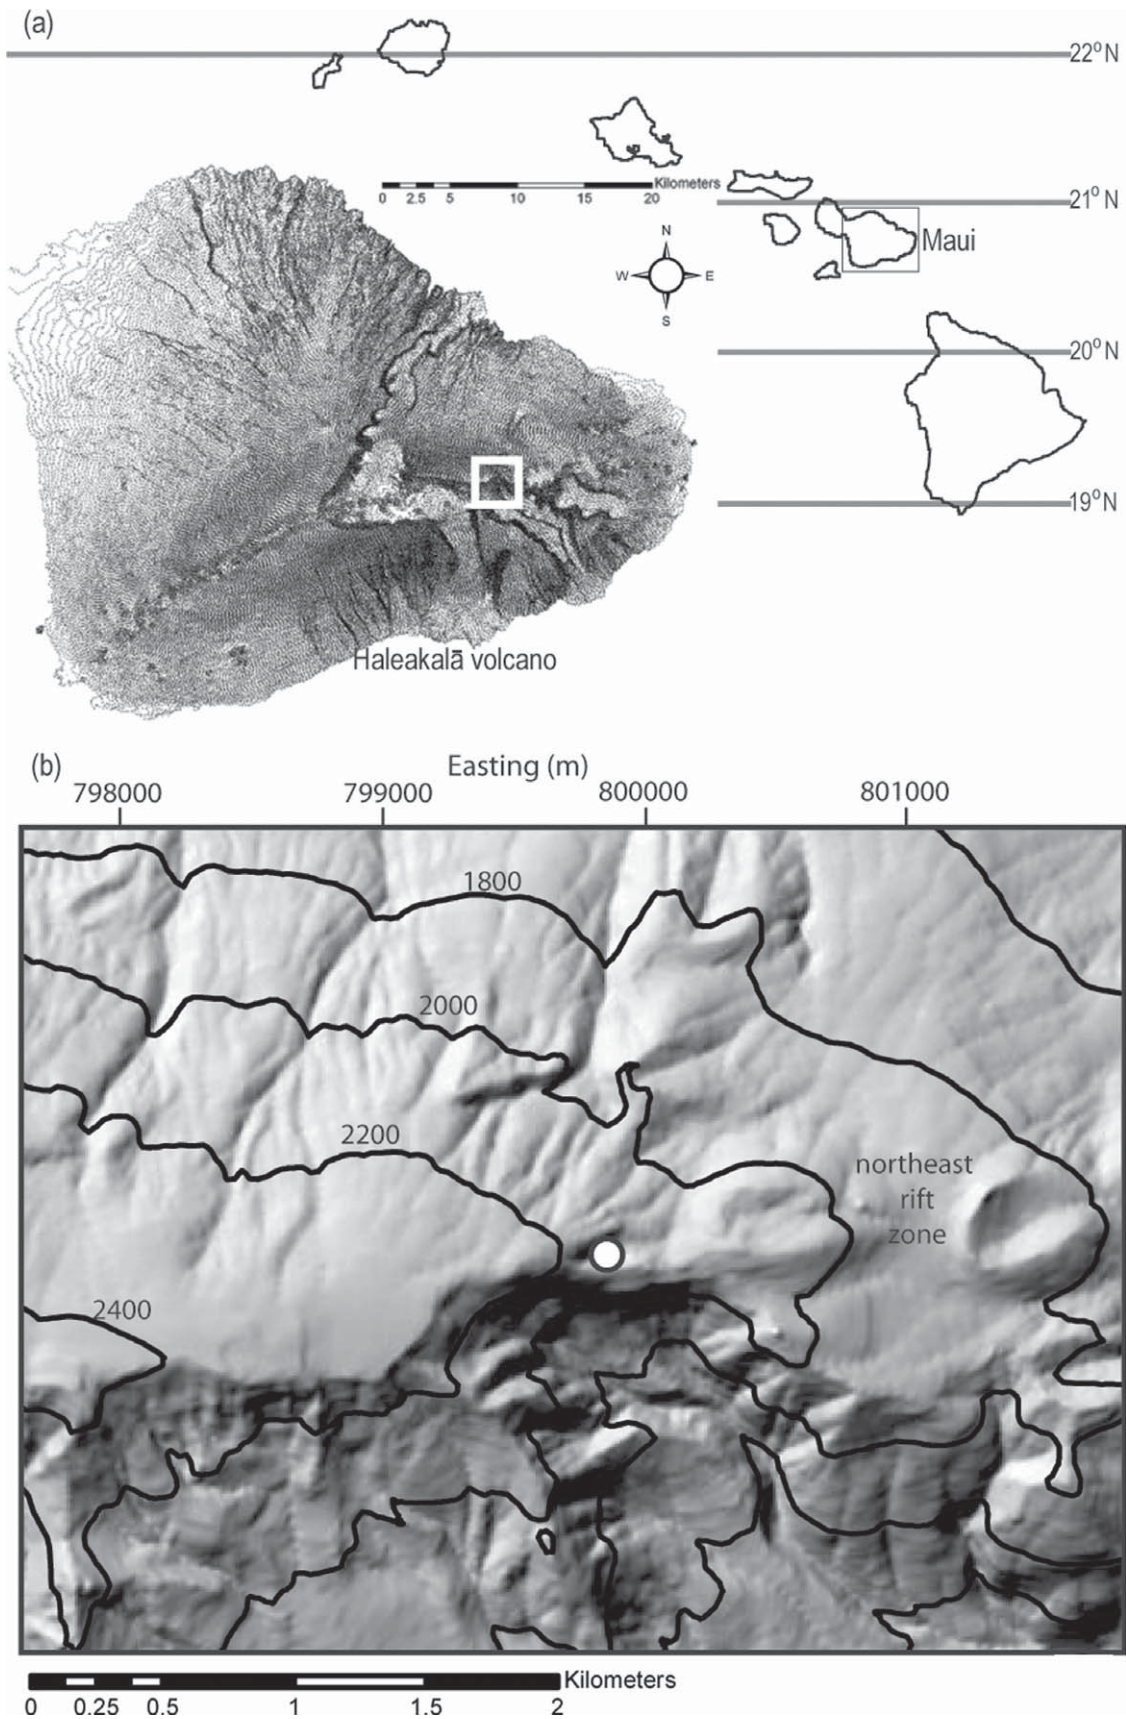 (a)
22°N
0 2.5 5 10 15 20 Kilometers
21°N
N
W E
S
Maui
20°N
19°N
Haleakalā volcano
(b)
Easting (m)
798000 799000 800000 801000
1800
2000
2200
northeast
rift
zone
2400
Kilometers
0 0.25 0.5 1 1.5 2